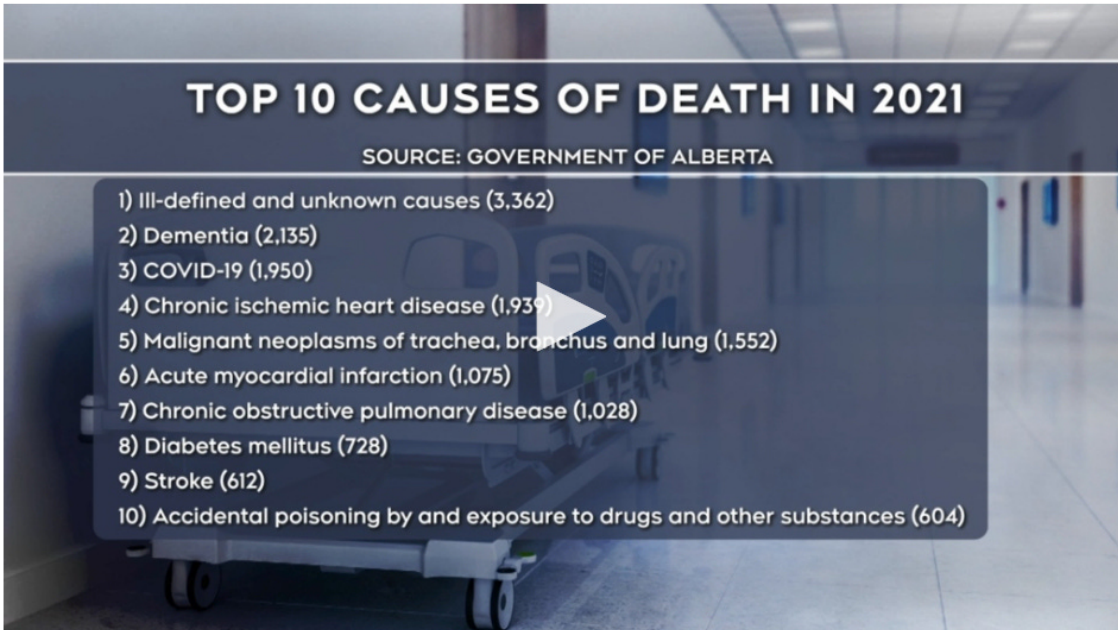 TOP 10 CAUSES OF DEATH IN 2021
SOURCE: GOVERNMENT OF ALBERTA
1) Ill-defined and unknown causes (3,362)
2) Dementia (2,135)
3) COVID-19 (1,950)
4) Chronic ischemic heart disease (1,939)
5) Malignant neoplasms of trachea, bronchus and lung (1,552)
6) Acute myocardial infarction (1,075)
7) Chronic obstructive pulmonary disease (1,028)
8) Diabetes mellitus (728)
9) Stroke (612)
10) Accidental poisoning by and exposure to drugs and other substances (604)